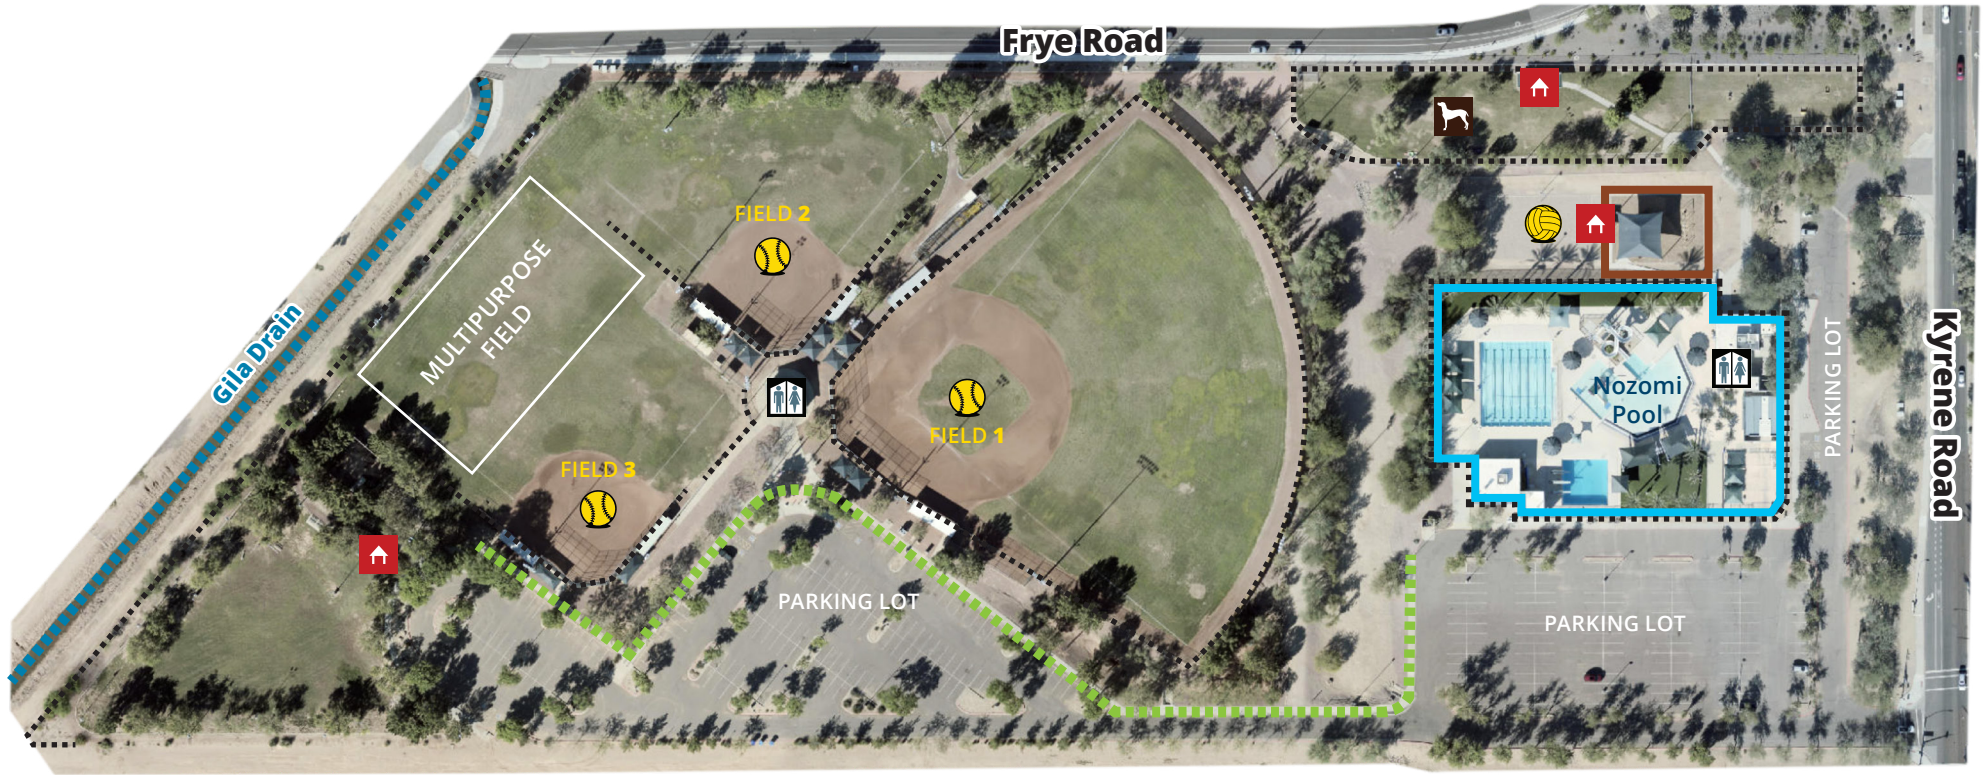 Frye Road
FIELD 2
MULTIPURPOSE
FIELD
Gila Drain
Nozomi
Pool
PARKING LOT
Kyrene Road
FIELD 1
FIELD 3
PARKING LOT
PARKING LOT